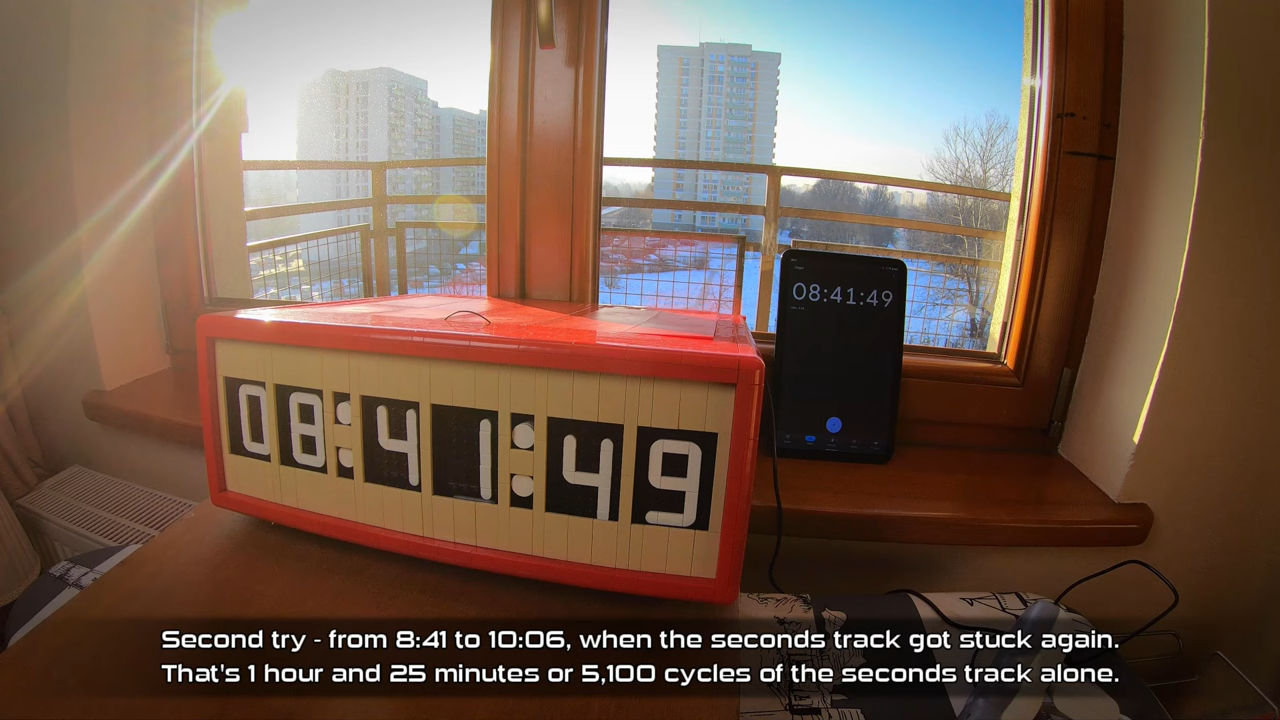 08:41:49
08:41:49
Second try - from 8:41 to 10:06, when the seconds track got stuck again.
That's 1 hour and 25 minutes or 5,100 cycles of the seconds track alone.